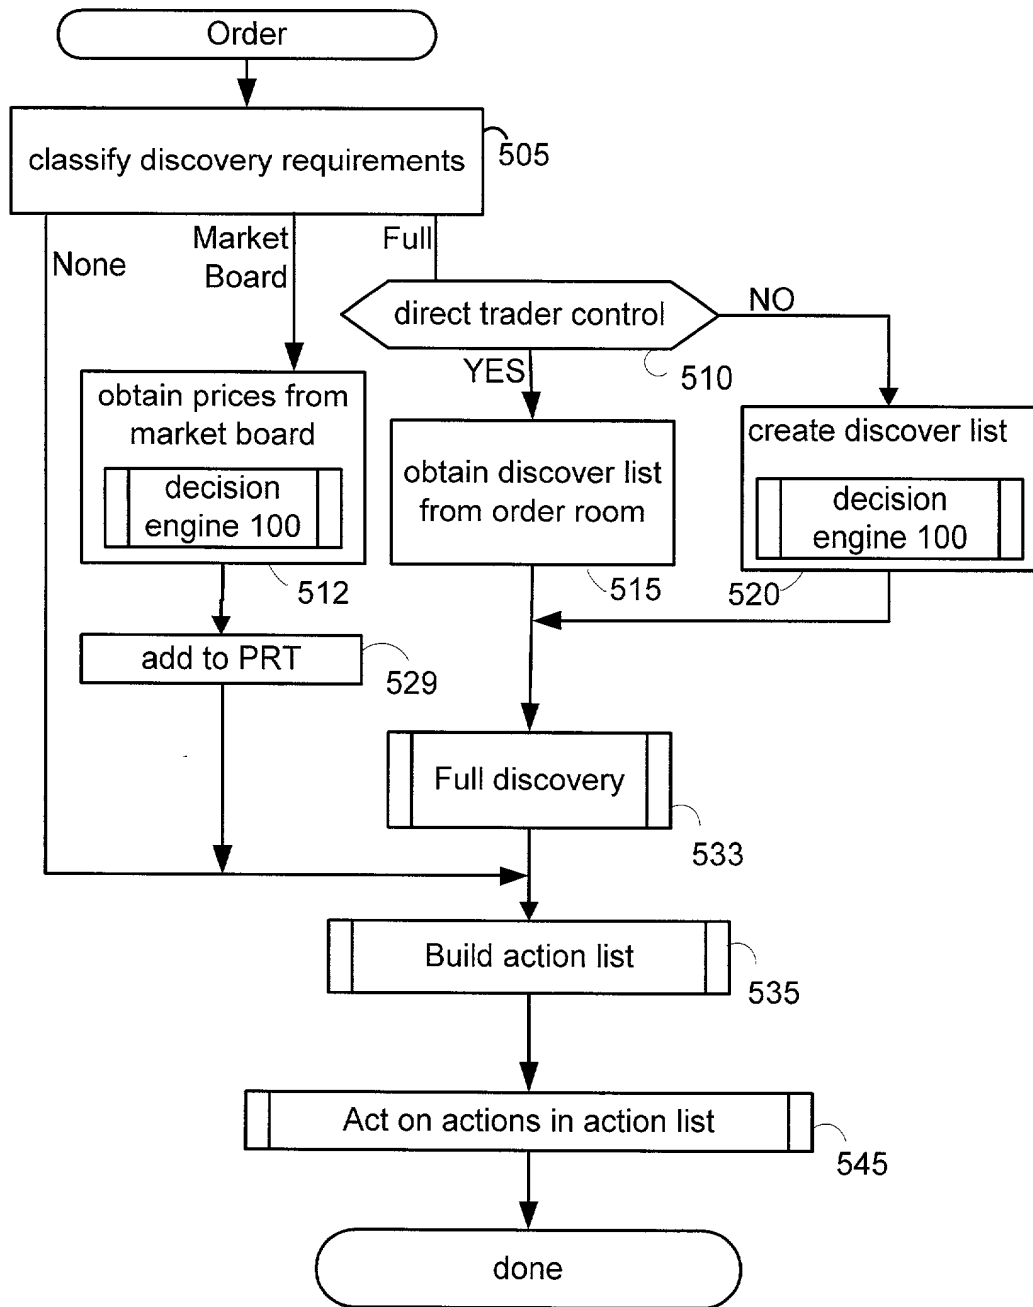 Order
classify discovery requirements
505
None
Market
Board
Full
direct trader control
NO
YES
510
obtain prices from
market board
decision
engine 100
512
obtain discover list
from order room
515
create discover list
decision
engine 100
520
add to PRT
529
Full discovery
533
Build action list
535
Act on actions in action list
545
done